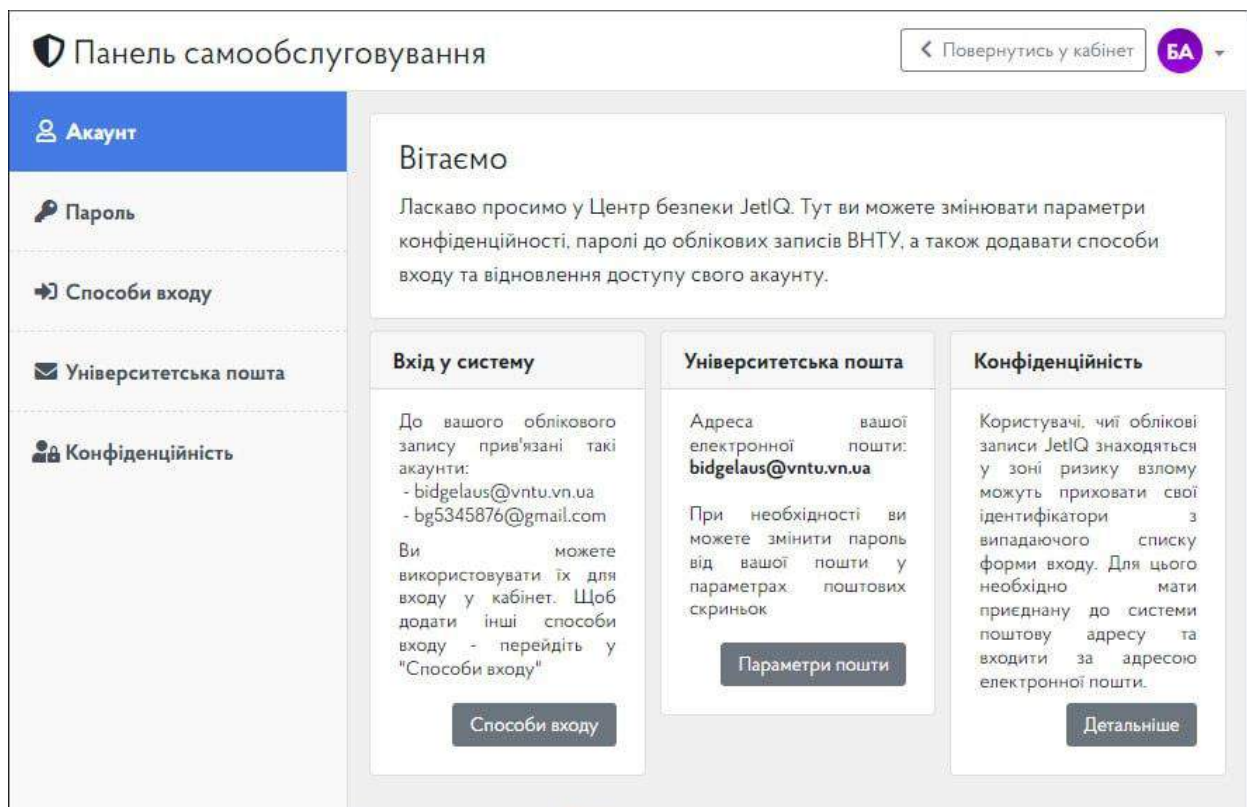 Панель самообслуговування
Повернутись у кабінет
БА
Акаунт
Пароль
Способи входу
Університетська пошта
Конфіденційність
Вітаємо
Ласкаво просимо у Центр безпеки JetIQ. Тут ви можете змінювати параметри
конфіденційності, паролі до облікових записів ВНТУ, а також додавати способи
входу та відновлення доступу свого акаунту.
Вхід у систему
До вашого облікового
запису прив'язані такі
акаунти:
- bidgelaus@vntu.vn.ua
- bg5345876@gmail.com
Ви можете
використовувати їх для
входу у кабінет. Щоб
додати інші способи
входу - перейдіть у
"Способи входу"
Способи входу
Університетська пошта
Адреса вашої
електронної пошти:
bidgelaus@vntu.vn.ua
При необхідності ви
можете змінити пароль
від вашої пошти у
параметрах поштових
скриньок
Параметри пошти
Конфіденційність
Користувачі, чиї облікові
записи JetIQ знаходяться
у зоні ризику взлому
можуть приховати свої
ідентифікатори з
випадаючого списку
форми входу. Для цього
необхідно мати
приєднану до системи
поштову адресу та
входити за адресою
електронної пошти.
Детальніше